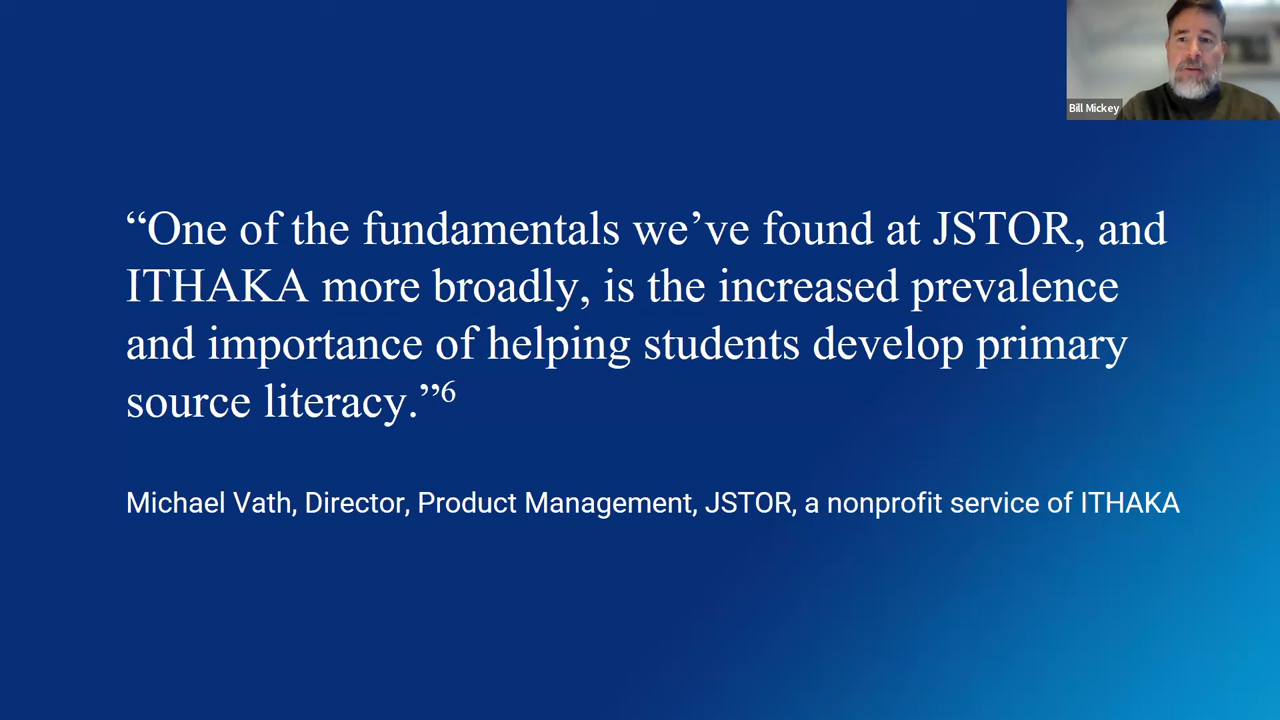 Bill Mickey
“One of the fundamentals we’ve found at JSTOR, and
ITHAKA more broadly, is the increased prevalence
and importance of helping students develop primary
source literacy.”⁶
Michael Vath, Director, Product Management, JSTOR, a nonprofit service of ITHAKA